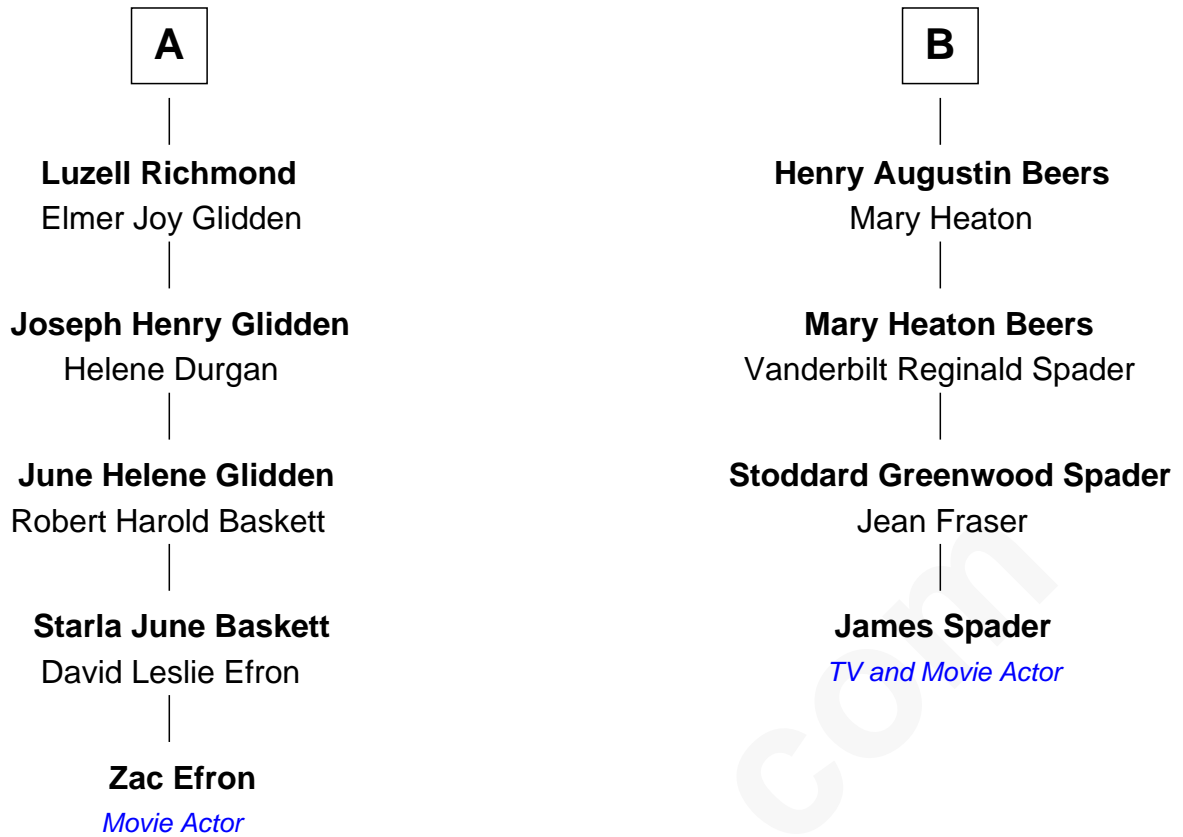 A
Luzell Richmond
Elmer Joy Glidden
Joseph Henry Glidden
Helene Durgan
June Helene Glidden
Robert Harold Baskett
Starla June Baskett
David Leslie Efron
Zac Efron
Movie Actor
B
Henry Augustin Beers
Mary Heaton
Mary Heaton Beers
Vanderbilt Reginald Spader
Stoddard Greenwood Spader
Jean Fraser
James Spader
TV and Movie Actor
com